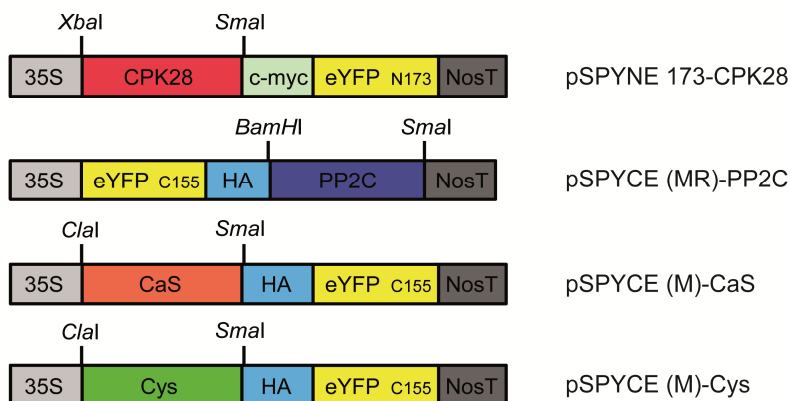 XbaI SmaI
35S CPK28 c-myc eYFP N173 NosT pSPYNE 173-CPK28
BamHI SmaI
35S eYFP C155 HA PP2C NosT pSPYCE (MR)-PP2C
ClaI SmaI
35S CaS HA eYFP C155 NosT pSPYCE (M)-CaS
ClaI SmaI
35S Cys HA eYFP C155 NosT pSPYCE (M)-Cys